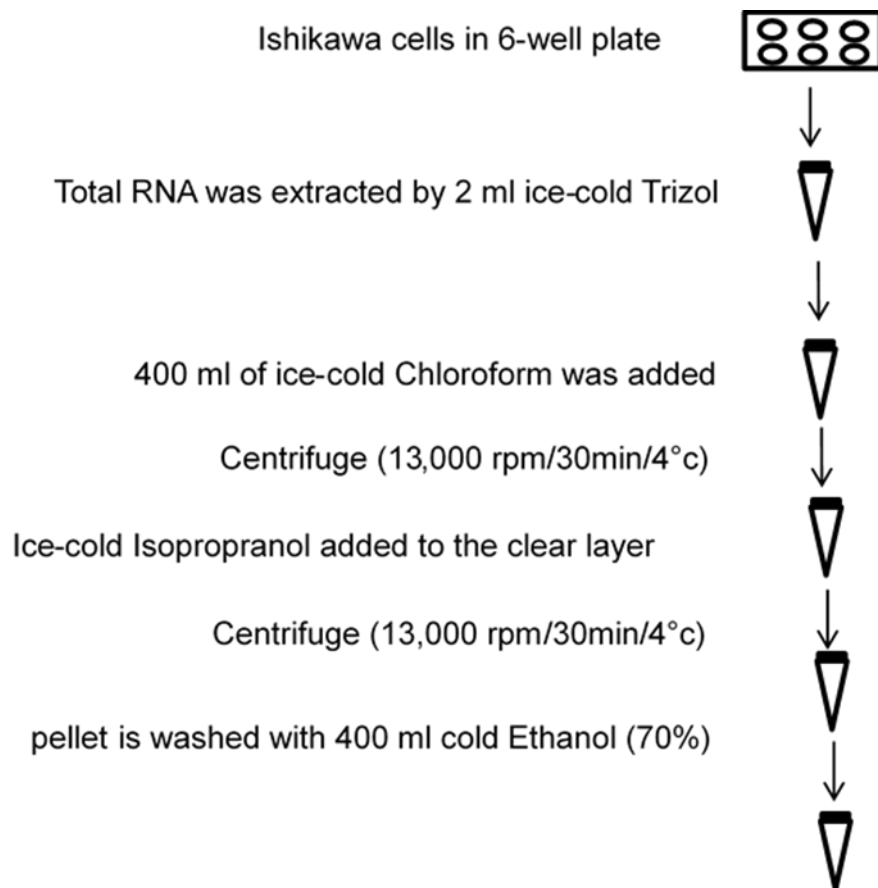 Ishikawa cells in 6-well plate
Total RNA was extracted by 2 ml ice-cold Trizol
400 ml of ice-cold Chloroform was added
Centrifuge (13,000 rpm/30min/4°c)
Ice-cold Isopropranol added to the clear layer
Centrifuge (13,000 rpm/30min/4°c)
pellet is washed with 400 ml cold Ethanol (70%)